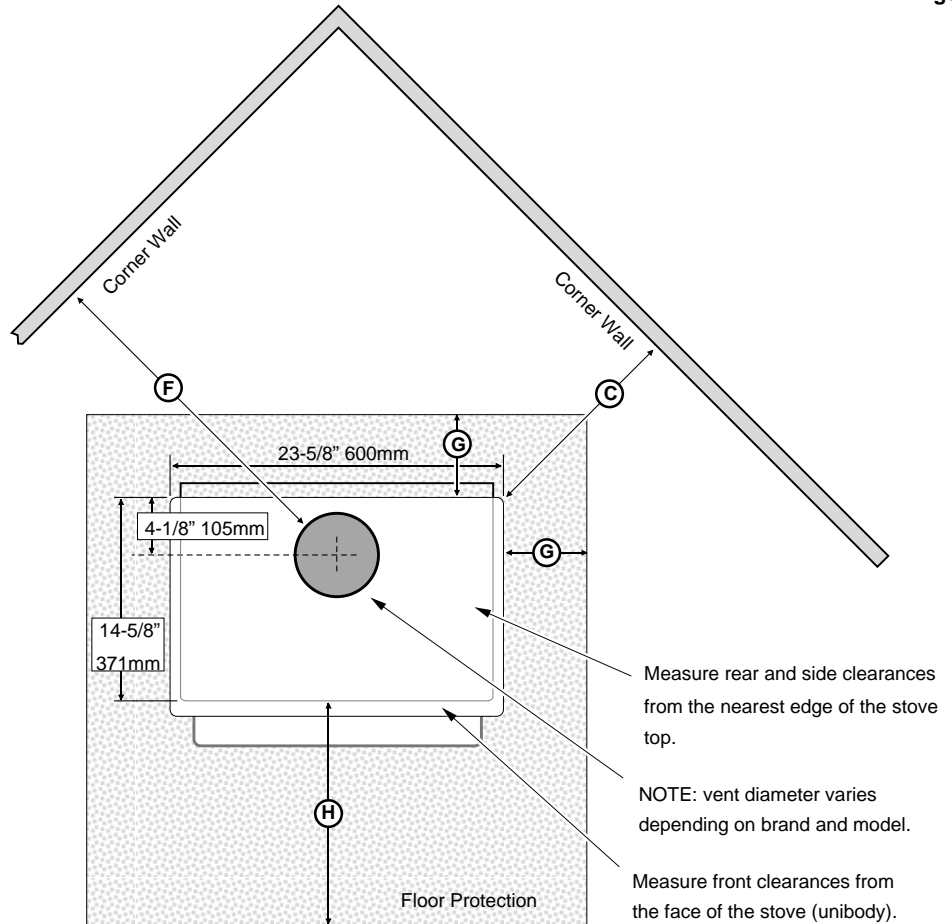 g
Corner Wall
Corner Wall
F
C
G
23-5/8” 600mm
4-1/8” 105mm
G
14-5/8”
371mm
Measure rear and side clearances
from the nearest edge of the stove
top.
NOTE: vent diameter varies
depending on brand and model.
H
Measure front clearances from
the face of the stove (unibody).
Floor Protection